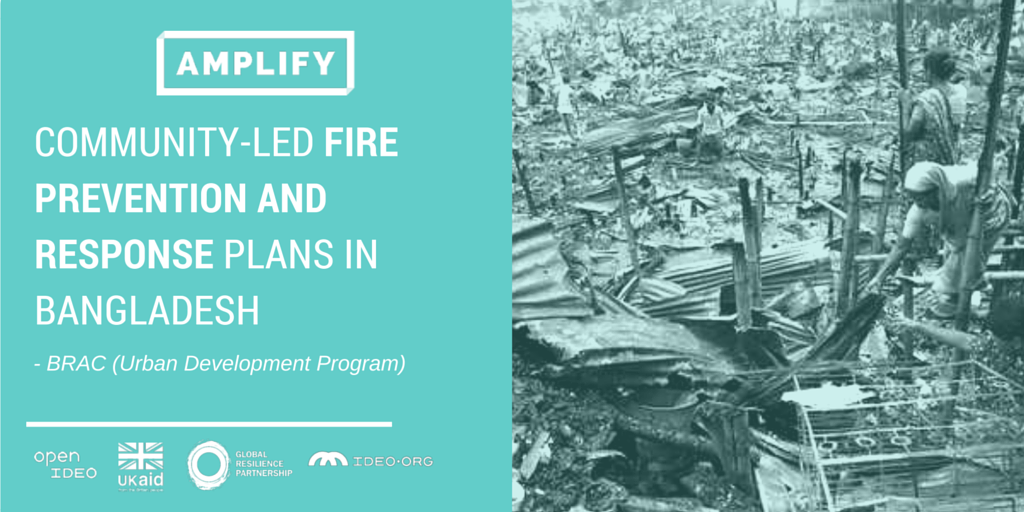 AMPLIFY
COMMUNITY-LED FIRE
PREVENTION AND
RESPONSE PLANS IN
BANGLADESH
- BRAC (Urban Development Program)
open
IDEO
UKaid
GLOBAL
RESILIENCE
PARTNERSHIP
IDEO.ORG